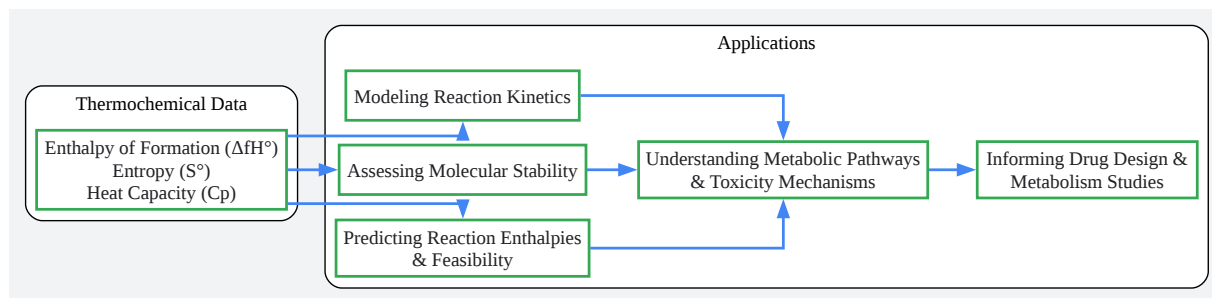 Applications
Thermochemical Data
Enthalpy of Formation (ΔfH°)
Entropy (S°)
Heat Capacity (Cp)
Modeling Reaction Kinetics
Assessing Molecular Stability
Predicting Reaction Enthalpies
& Feasibility
Understanding Metabolic Pathways
& Toxicity Mechanisms
Informing Drug Design &
Metabolism Studies